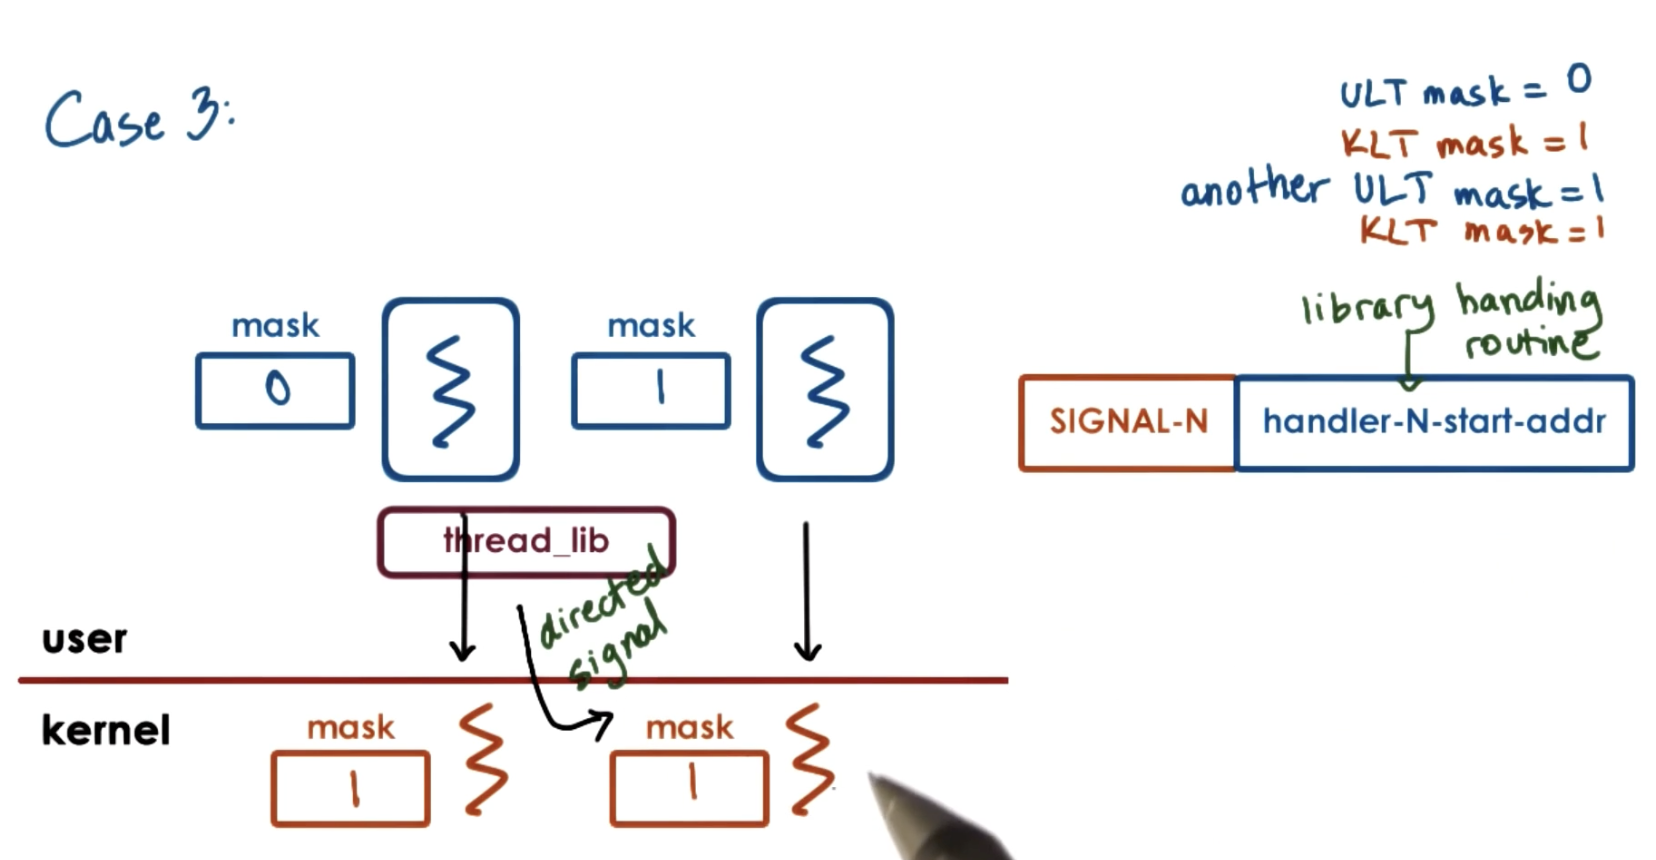 Case 3:
ULT mask = 0
KLT mask = 1
another ULT mask = 1
KLT mask = 1
library handing
routine
mask
0
mask
1
SIGNAL-N
handler-N-start-addr
thread_lib
directed
signal
user
kernel
mask
1
mask
1